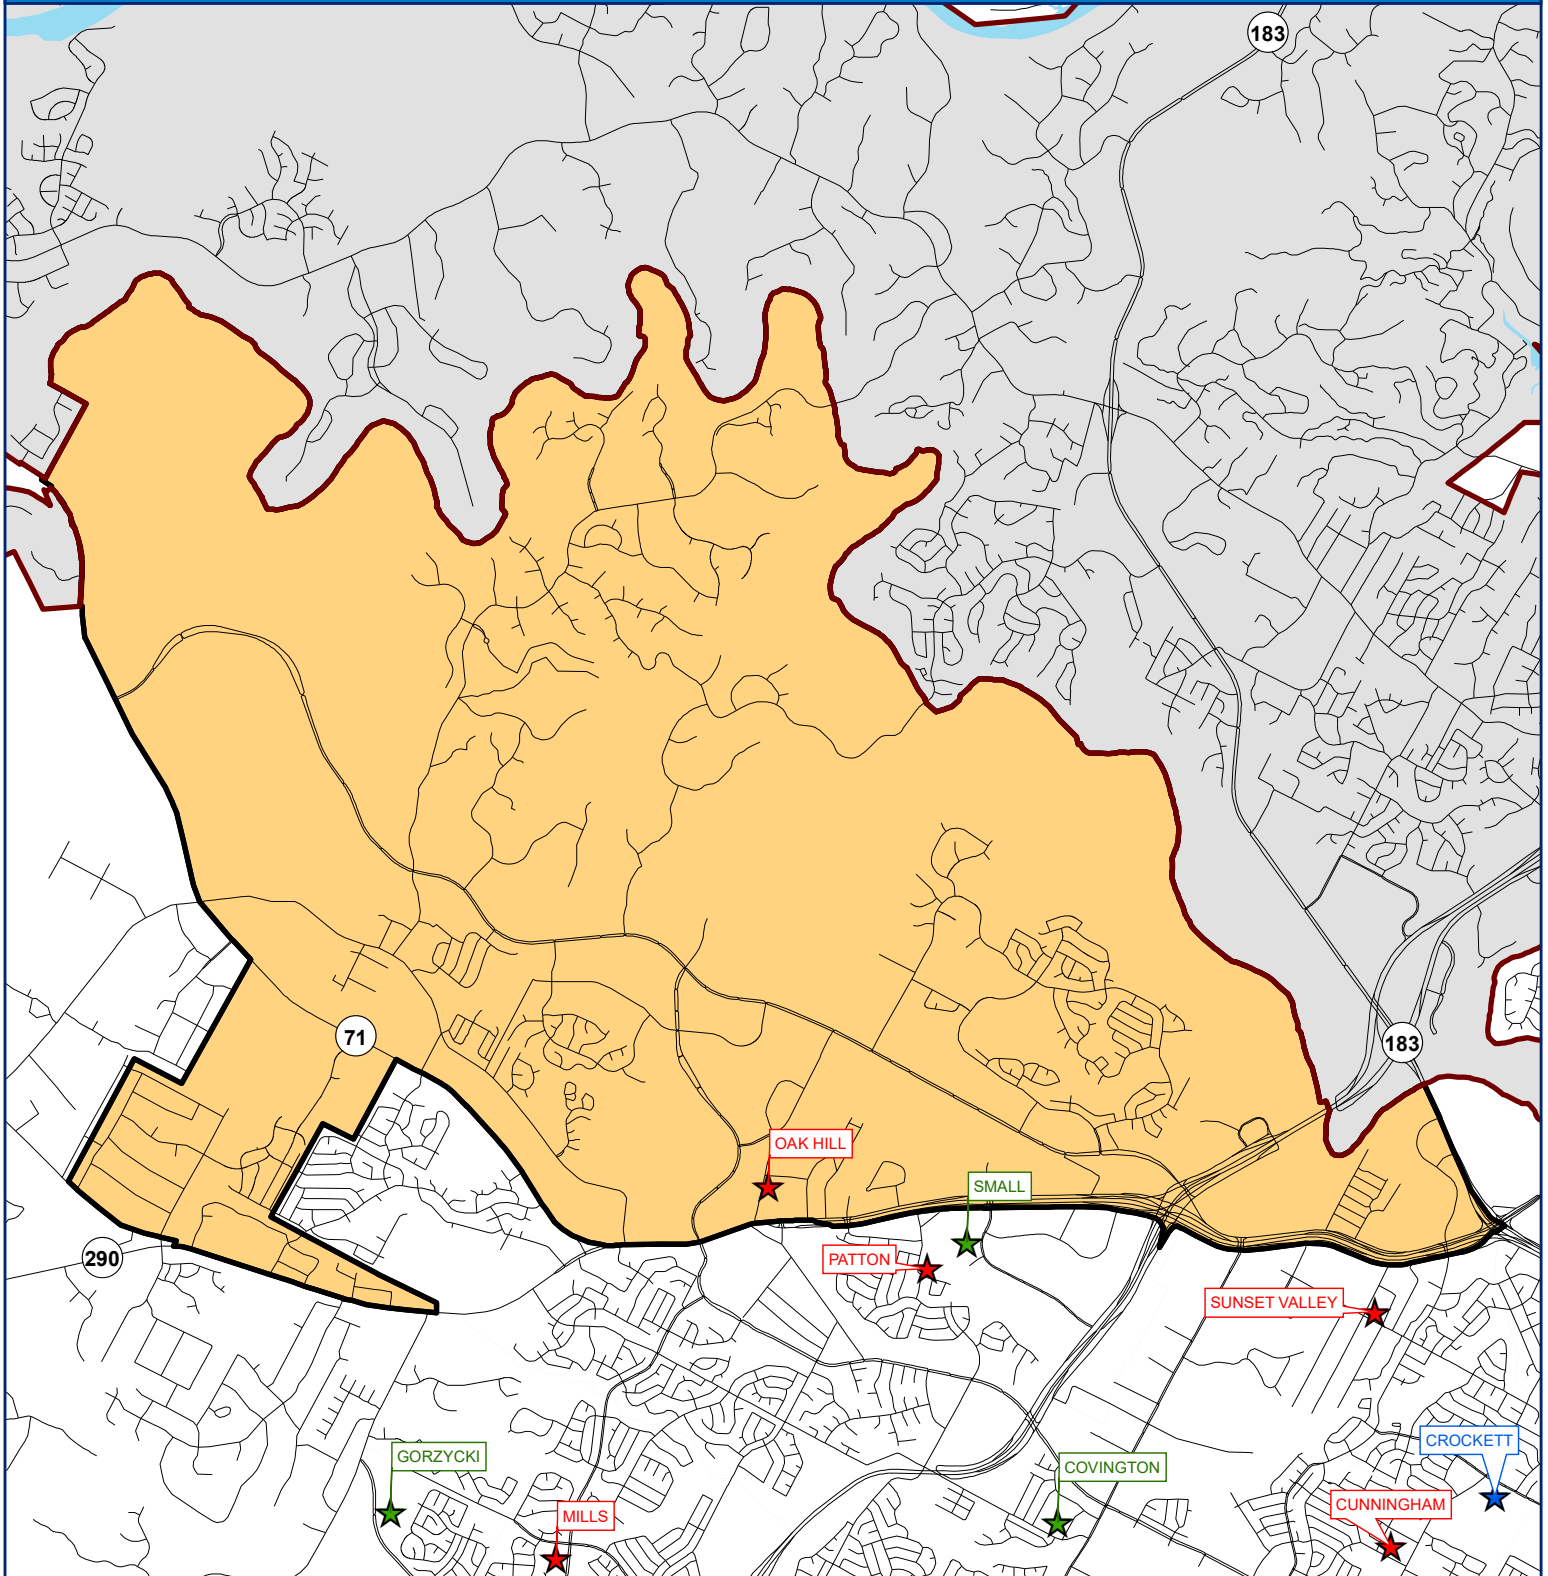 183
183
71
OAK HILL
SMALL
PATTON
290
SUNSET VALLEY
GORZYCKI
CROCKETT
COVINGTON
MILLS
CUNNINGHAM